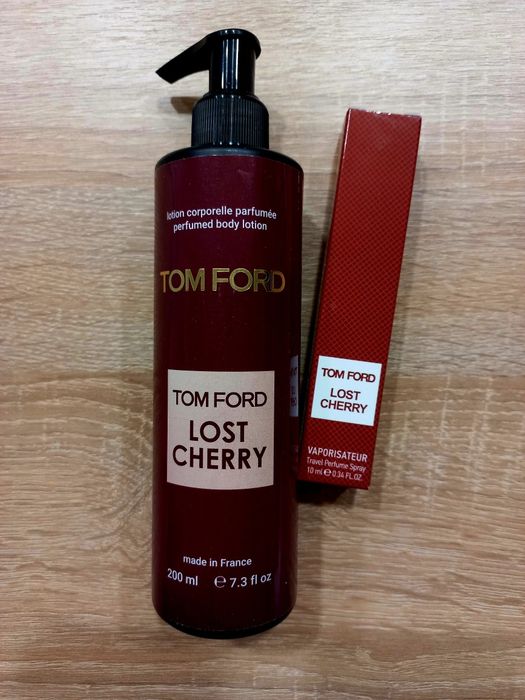 lotion corporelle parfumée
perfumed body lotion
TOM FORD
TOM FORD
LOST
CHERRY
made in France
200 ml ℮ 7.3 fl oz
TOM FORD
LOST
CHERRY
VAPORISATEUR
Travel Perfume Spray
10 ml ℮ 0.34 FL.OZ.